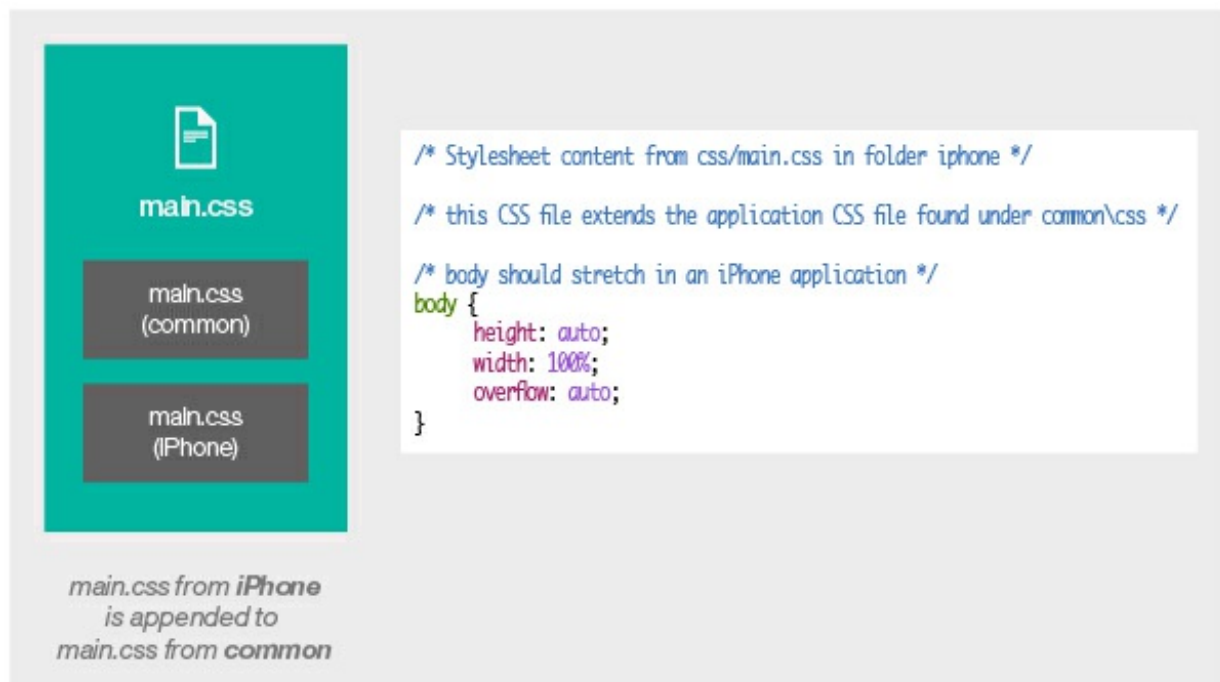 main.css
main.css
(common)
main.css
(iPhone)
main.css from iPhone
is appended to
main.css from common
/* Stylesheet content from css/main.css in folder iphone */
/* this CSS file extends the application CSS file found under common\css */
/* body should stretch in an iPhone application */
body {
height: auto;
width: 100%;
overflow: auto;
}